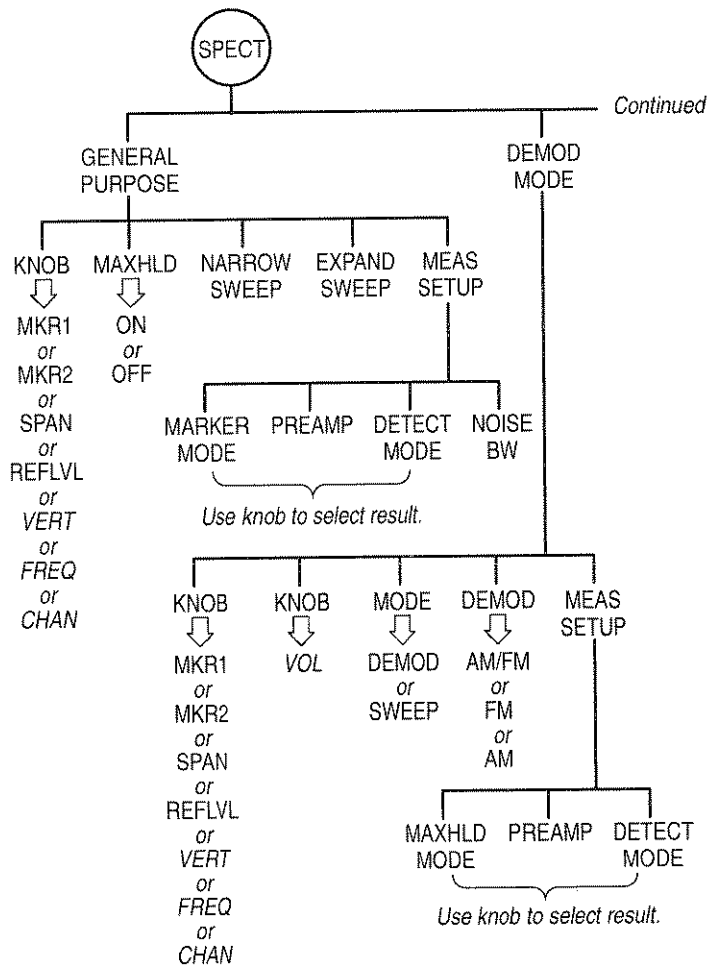 SPECT
Continued
GENERAL
PURPOSE
DEMOD
MODE
KNOB
MKR1
or
MKR2
or
SPAN
or
REFLVL
or
VERT
or
FREQ
or
CHAN
MAXHLD
ON
or
OFF
NARROW
SWEEP
EXPAND
SWEEP
MEAS
SETUP
MARKER
MODE
PREAMP
DETECT
MODE
NOISE
BW
Use knob to select result.
KNOB
MKR1
or
MKR2
or
SPAN
or
REFLVL
or
VERT
or
FREQ
or
CHAN
KNOB
VOL
MODE
DEMOD
or
SWEEP
DEMOD
AM/FM
or
FM
or
AM
MEAS
SETUP
MAXHLD
MODE
PREAMP
DETECT
MODE
Use knob to select result.